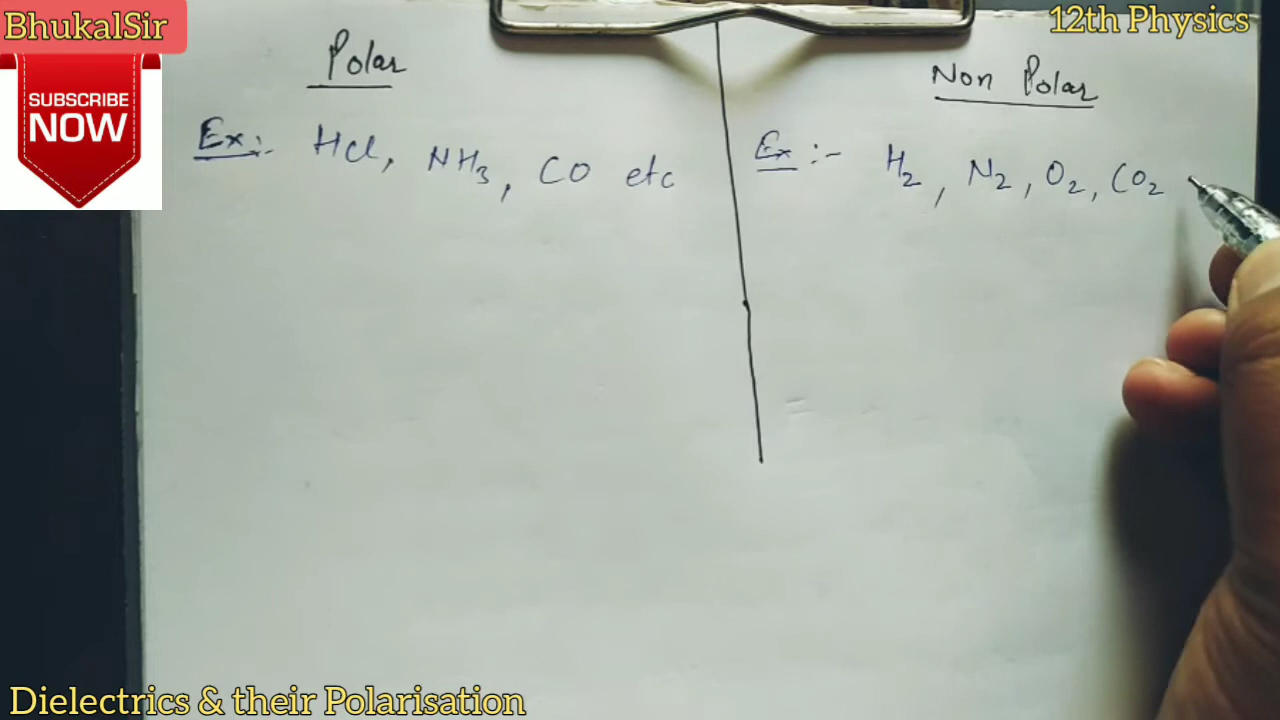 BhukalSir
12th Physics
SUBSCRIBE
NOW
Polar
Ex:- HCl, NH3, CO etc
Non Polar
Ex :- H2, N2, O2, CO2
Dielectrics & their Polarisation